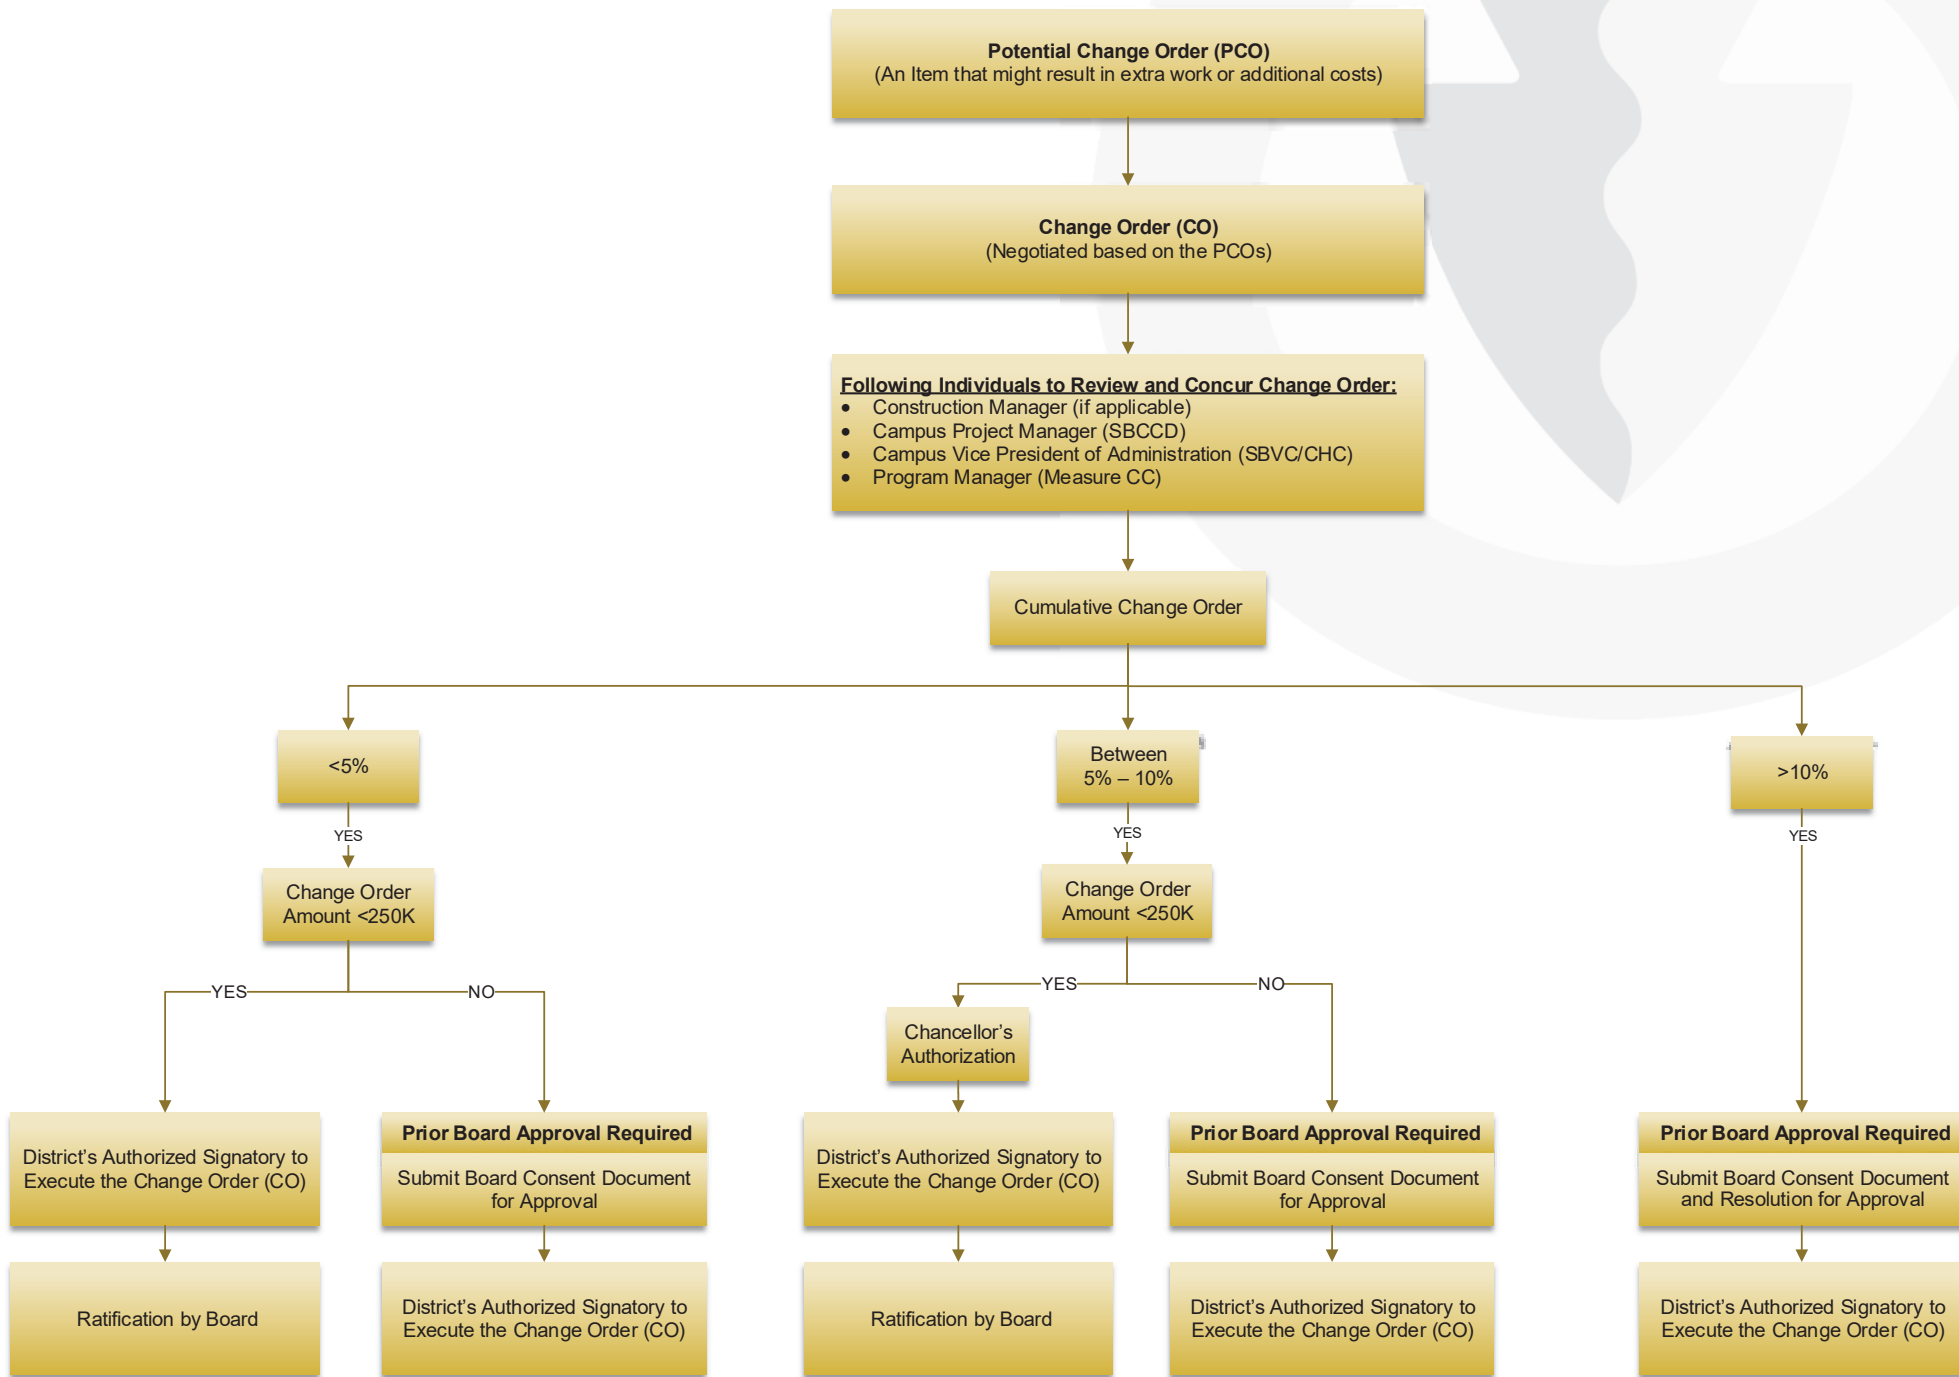 Potential Change Order (PCO)
(An Item that might result in extra work or additional costs)
Change Order (CO)
(Negotiated based on the PCOs)
Following Individuals to Review and Concur Change Order:
• Construction Manager (if applicable)
• Campus Project Manager (SBCCD)
• Campus Vice President of Administration (SBVC/CHC)
• Program Manager (Measure CC)
Cumulative Change Order
<5%
YES
Change Order
Amount <250K
YES
NO
District’s Authorized Signatory to
Execute the Change Order (CO)
Ratification by Board
Prior Board Approval Required
Submit Board Consent Document
for Approval
District’s Authorized Signatory to
Execute the Change Order (CO)
Between
5% – 10%
YES
Change Order
Amount <250K
YES
NO
Chancellor’s
Authorization
District’s Authorized Signatory to
Execute the Change Order (CO)
Ratification by Board
Prior Board Approval Required
Submit Board Consent Document
for Approval
District’s Authorized Signatory to
Execute the Change Order (CO)
>10%
YES
Prior Board Approval Required
Submit Board Consent Document
and Resolution for Approval
District’s Authorized Signatory to
Execute the Change Order (CO)